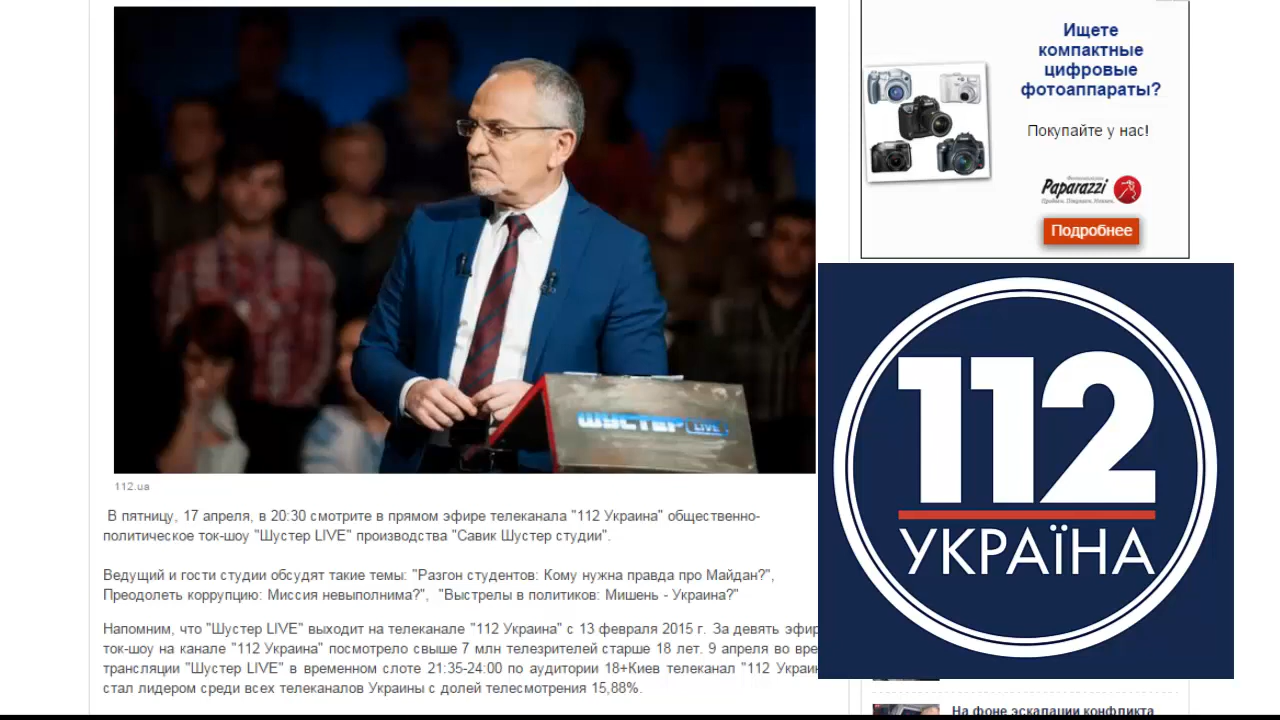 ШУСТЕР LIVE
112.ua
В пятницу, 17 апреля, в 20:30 смотрите в прямом эфире телеканала "112 Украина" общественно-
политическое ток-шоу "Шустер LIVE" производства "Савик Шустер студии".
Ведущий и гости студии обсудят такие темы: "Разгон студентов: Кому нужна правда про Майдан?",
Преодолеть коррупцию: Миссия невыполнима?", "Выстрелы в политиков: Мишень - Украина?"
Напомним, что "Шустер LIVE" выходит на телеканале "112 Украина" с 13 февраля 2015 г. За девять эфир
ток-шоу на канале "112 Украина" посмотрело свыше 7 млн телезрителей старше 18 лет. 9 апреля во вре
трансляции "Шустер LIVE" в временном слоте 21:35-24:00 по аудитории 18+Киев телеканал "112 Украин
стал лидером среди всех телеканалов Украины с долей телесмотрения 15,88%.
Ищете
компактные
цифровые
фотоаппараты?
Покупайте у нас!
Paparazzi
Подробнее
112
УКРАЇНА
На фоне эскалации конфликта